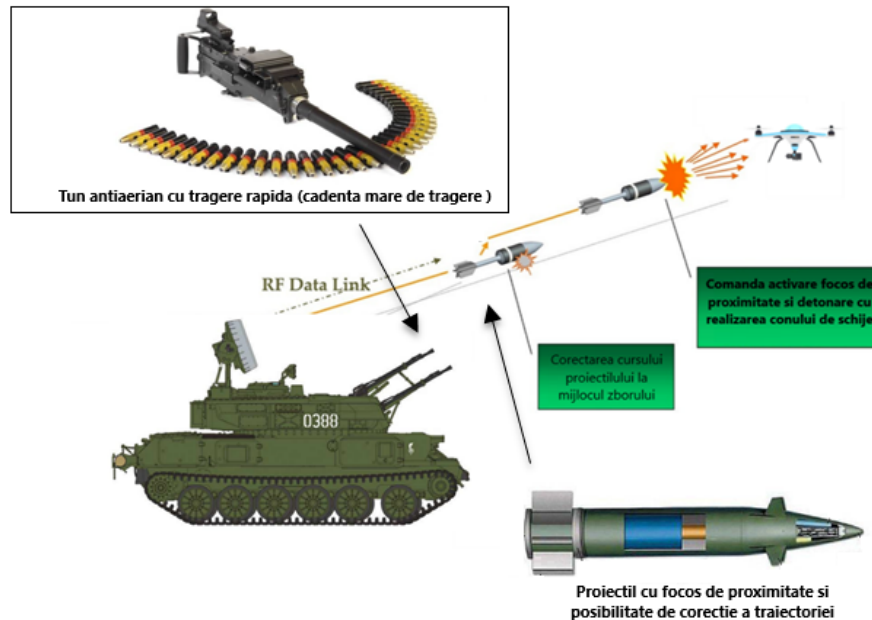 Tun antiaerian cu tragere rapida (cadenta mare de tragere )
RF Data Link
Comanda activare focos de
proximitate si detonare cu
realizarea conului de schije
Corectarea cursului
proiectilului la
mijlocul zborului
0388
Proiectil cu focos de proximitate si
posibilitate de corectie a traiectoriei